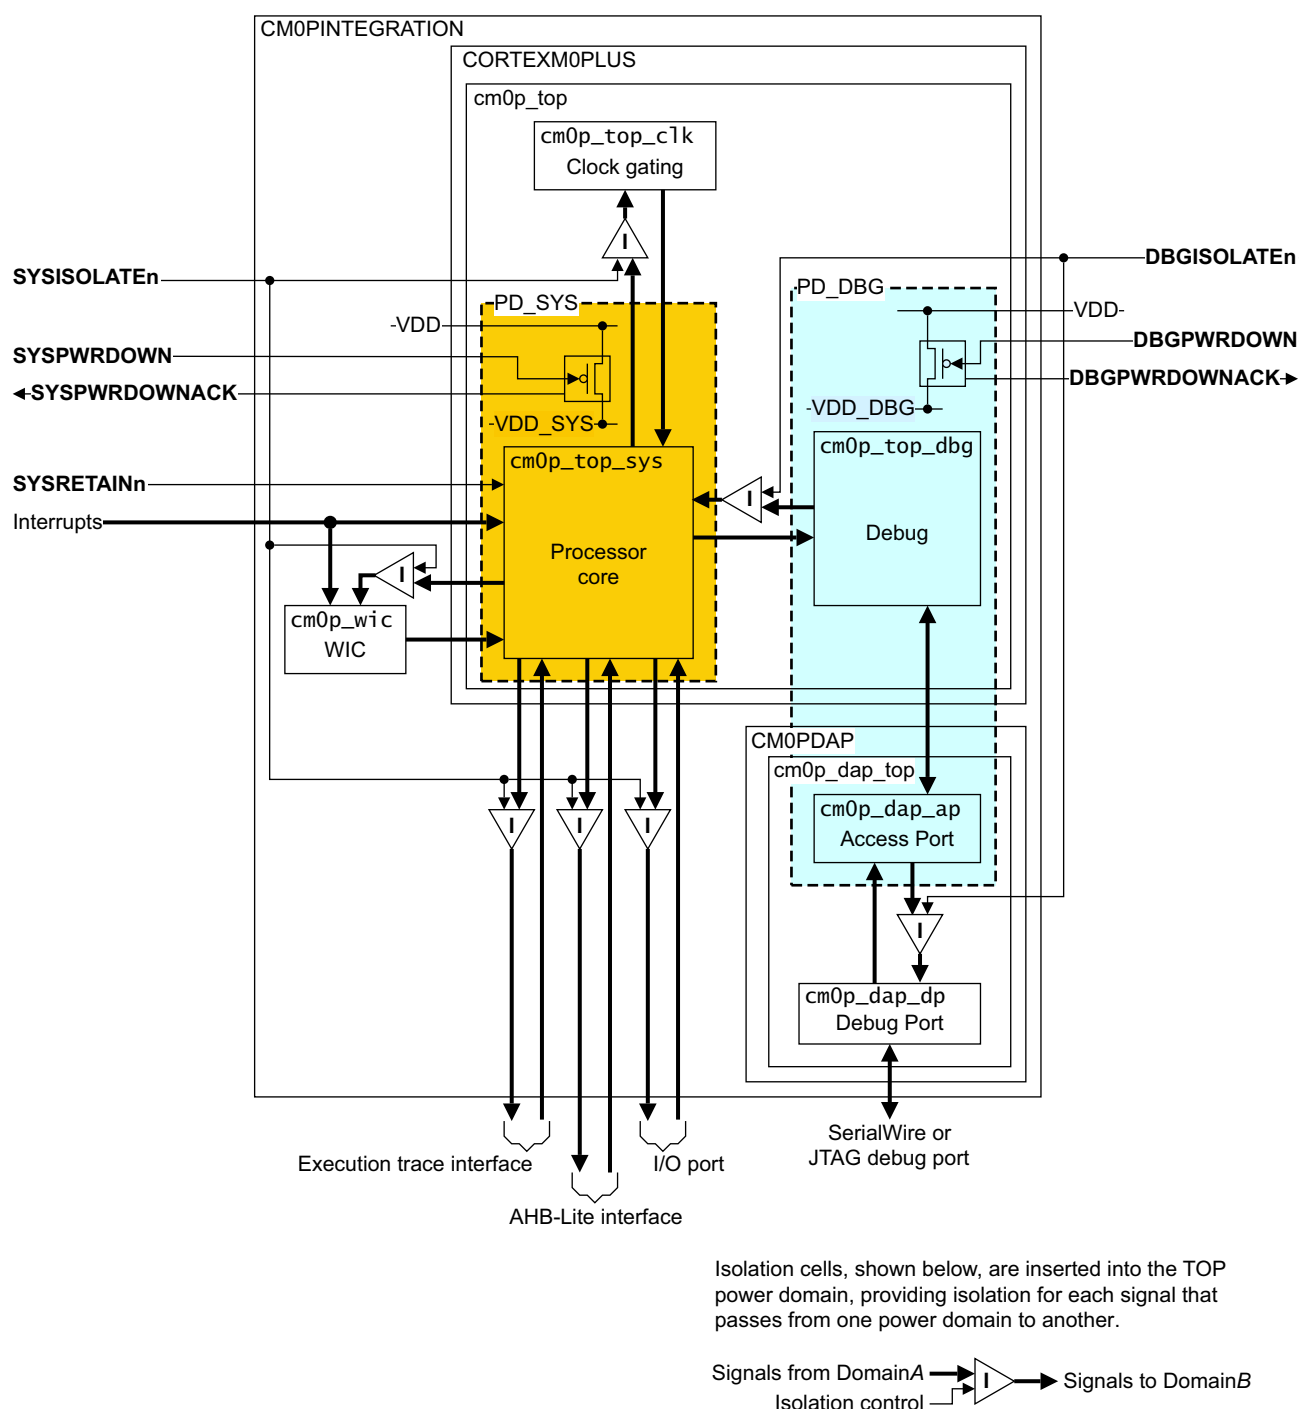 CM0PINTEGRATION
CORTEXM0PLUS
cm0p_top
cm0p_top_clk
Clock gating
I
SYSISOLATEn
DBGISOLATEn
PD_SYS
PD_DBG
VDD
VDD
SYSPWRDOWN
DBGPWRDOWN
SYSPWRDOWNACK
DBGPWRDOWNACK
VDD_SYS
VDD_DBG
cm0p_top_sys
cm0p_top_dbg
SYSRETAINn
I
Interrupts
Processor
core
Debug
I
cm0p_wic
WIC
CM0PDAP
cm0p_dap_top
cm0p_dap_ap
Access Port
I
I
I
I
cm0p_dap_dp
Debug Port
SerialWire or
JTAG debug port
Execution trace interface
I/O port
AHB-Lite interface
Isolation cells, shown below, are inserted into the TOP
power domain, providing isolation for each signal that
passes from one power domain to another.
Signals from DomainA
I
Signals to DomainB
Isolation control